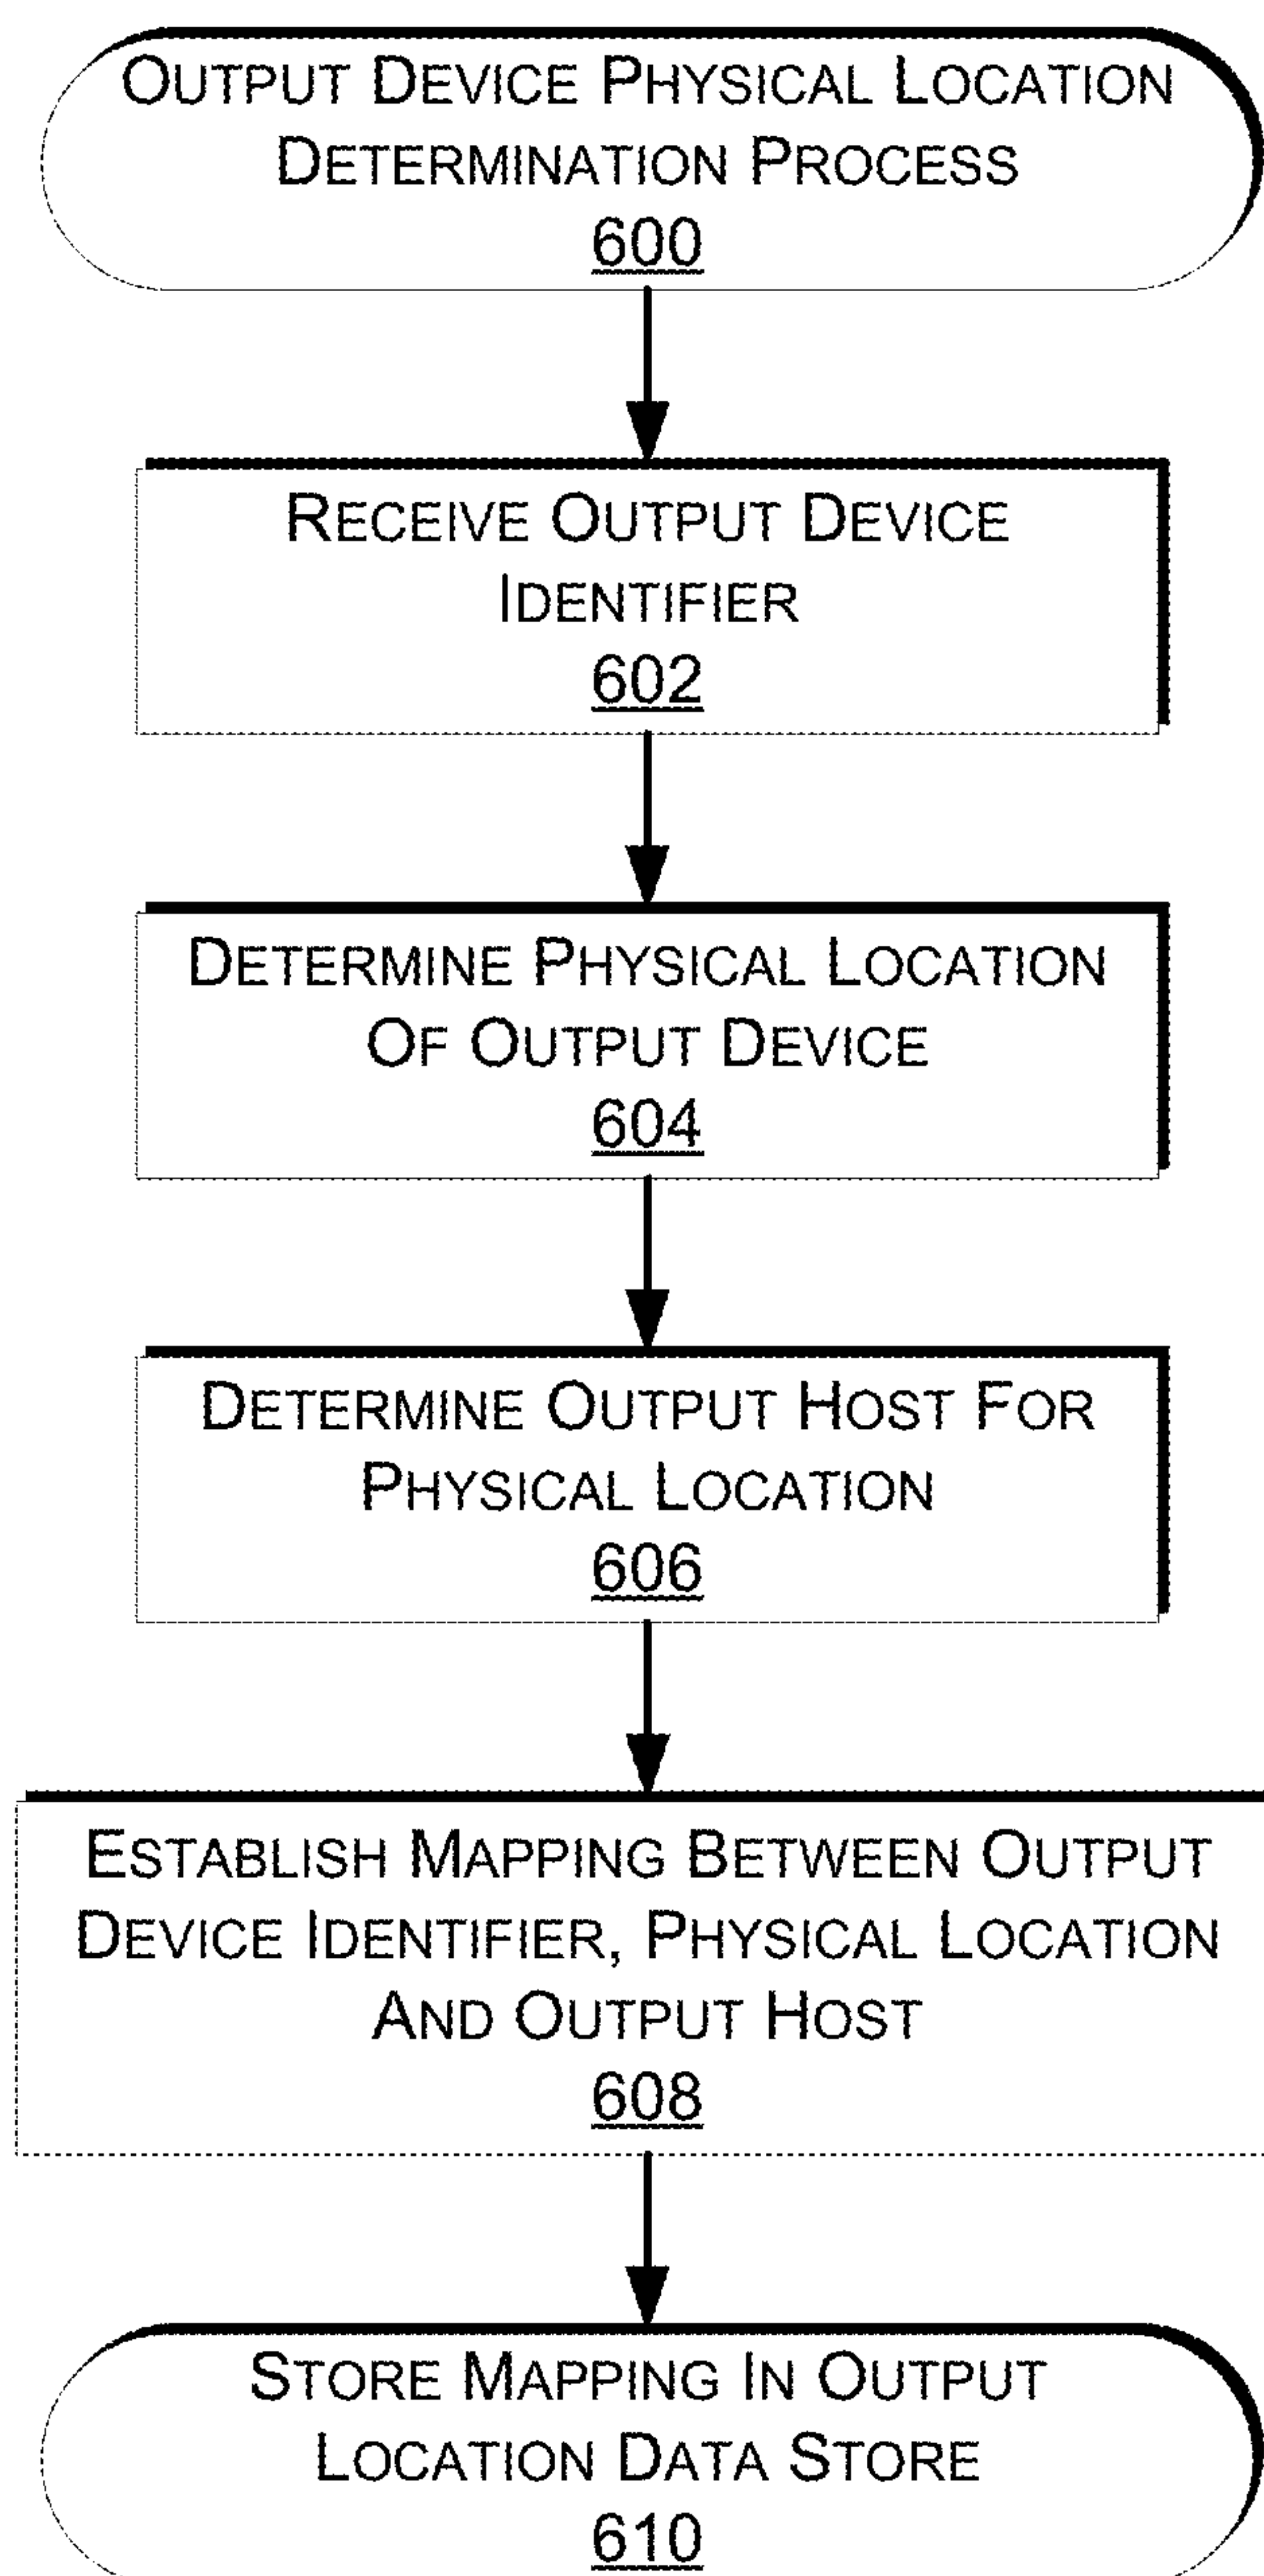 OUTPUT DEVICE PHYSICAL LOCATION
DETERMINATION PROCESS
600
RECEIVE OUTPUT DEVICE
IDENTIFIER
602
DETERMINE PHYSICAL LOCATION
OF OUTPUT DEVICE
604
DETERMINE OUTPUT HOST FOR
PHYSICAL LOCATION
606
ESTABLISH MAPPING BETWEEN OUTPUT
DEVICE IDENTIFIER, PHYSICAL LOCATION
AND OUTPUT HOST
608
STORE MAPPING IN OUTPUT
LOCATION DATA STORE
610